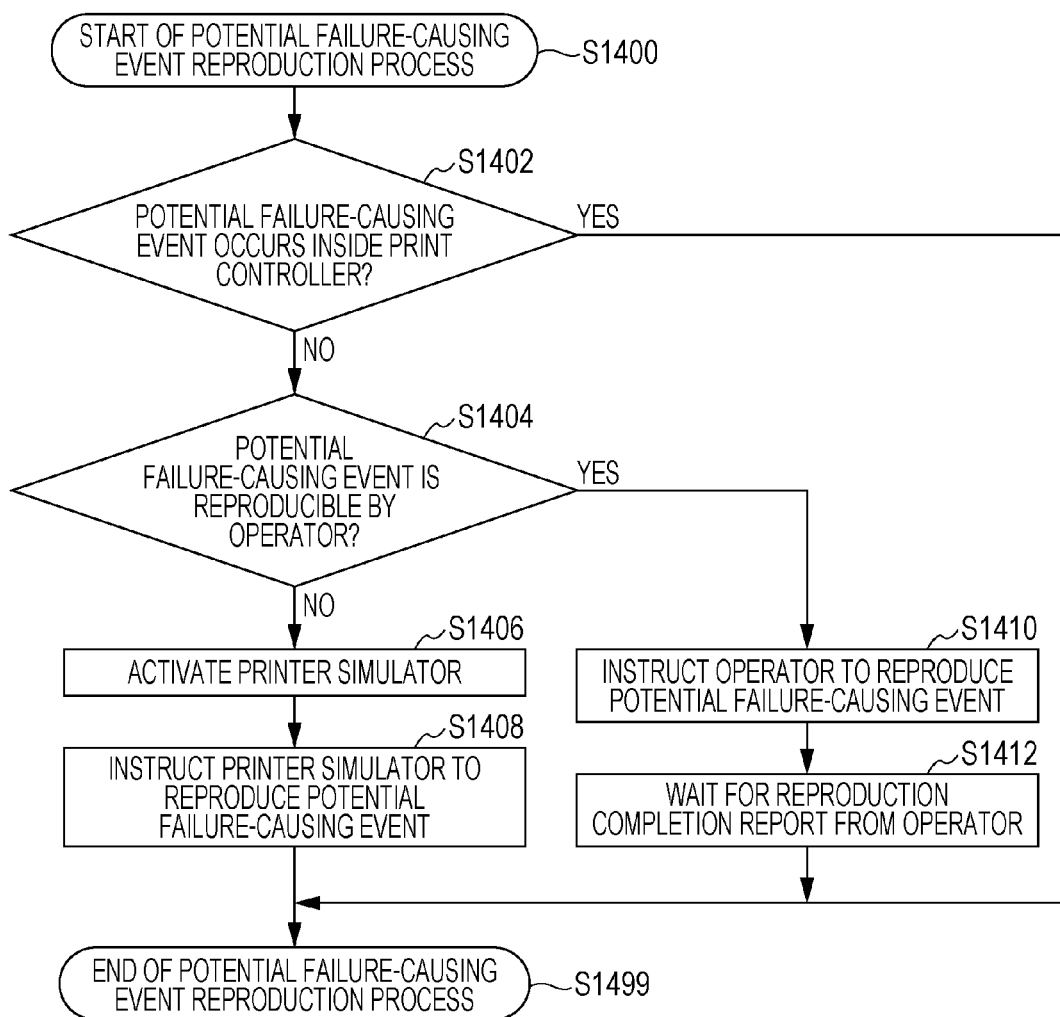 START OF POTENTIAL FAILURE-CAUSING
EVENT REPRODUCTION PROCESS
S1400
S1402
POTENTIAL FAILURE-CAUSING
EVENT OCCURS INSIDE PRINT
CONTROLLER?
YES
NO
S1404
POTENTIAL
FAILURE-CAUSING EVENT IS
REPRODUCIBLE BY
OPERATOR?
YES
NO
S1406
ACTIVATE PRINTER SIMULATOR
S1408
INSTRUCT PRINTER SIMULATOR TO
REPRODUCE POTENTIAL
FAILURE-CAUSING EVENT
S1410
INSTRUCT OPERATOR TO REPRODUCE
POTENTIAL FAILURE-CAUSING EVENT
S1412
WAIT FOR REPRODUCTION
COMPLETION REPORT FROM OPERATOR
END OF POTENTIAL FAILURE-CAUSING
EVENT REPRODUCTION PROCESS
S1499